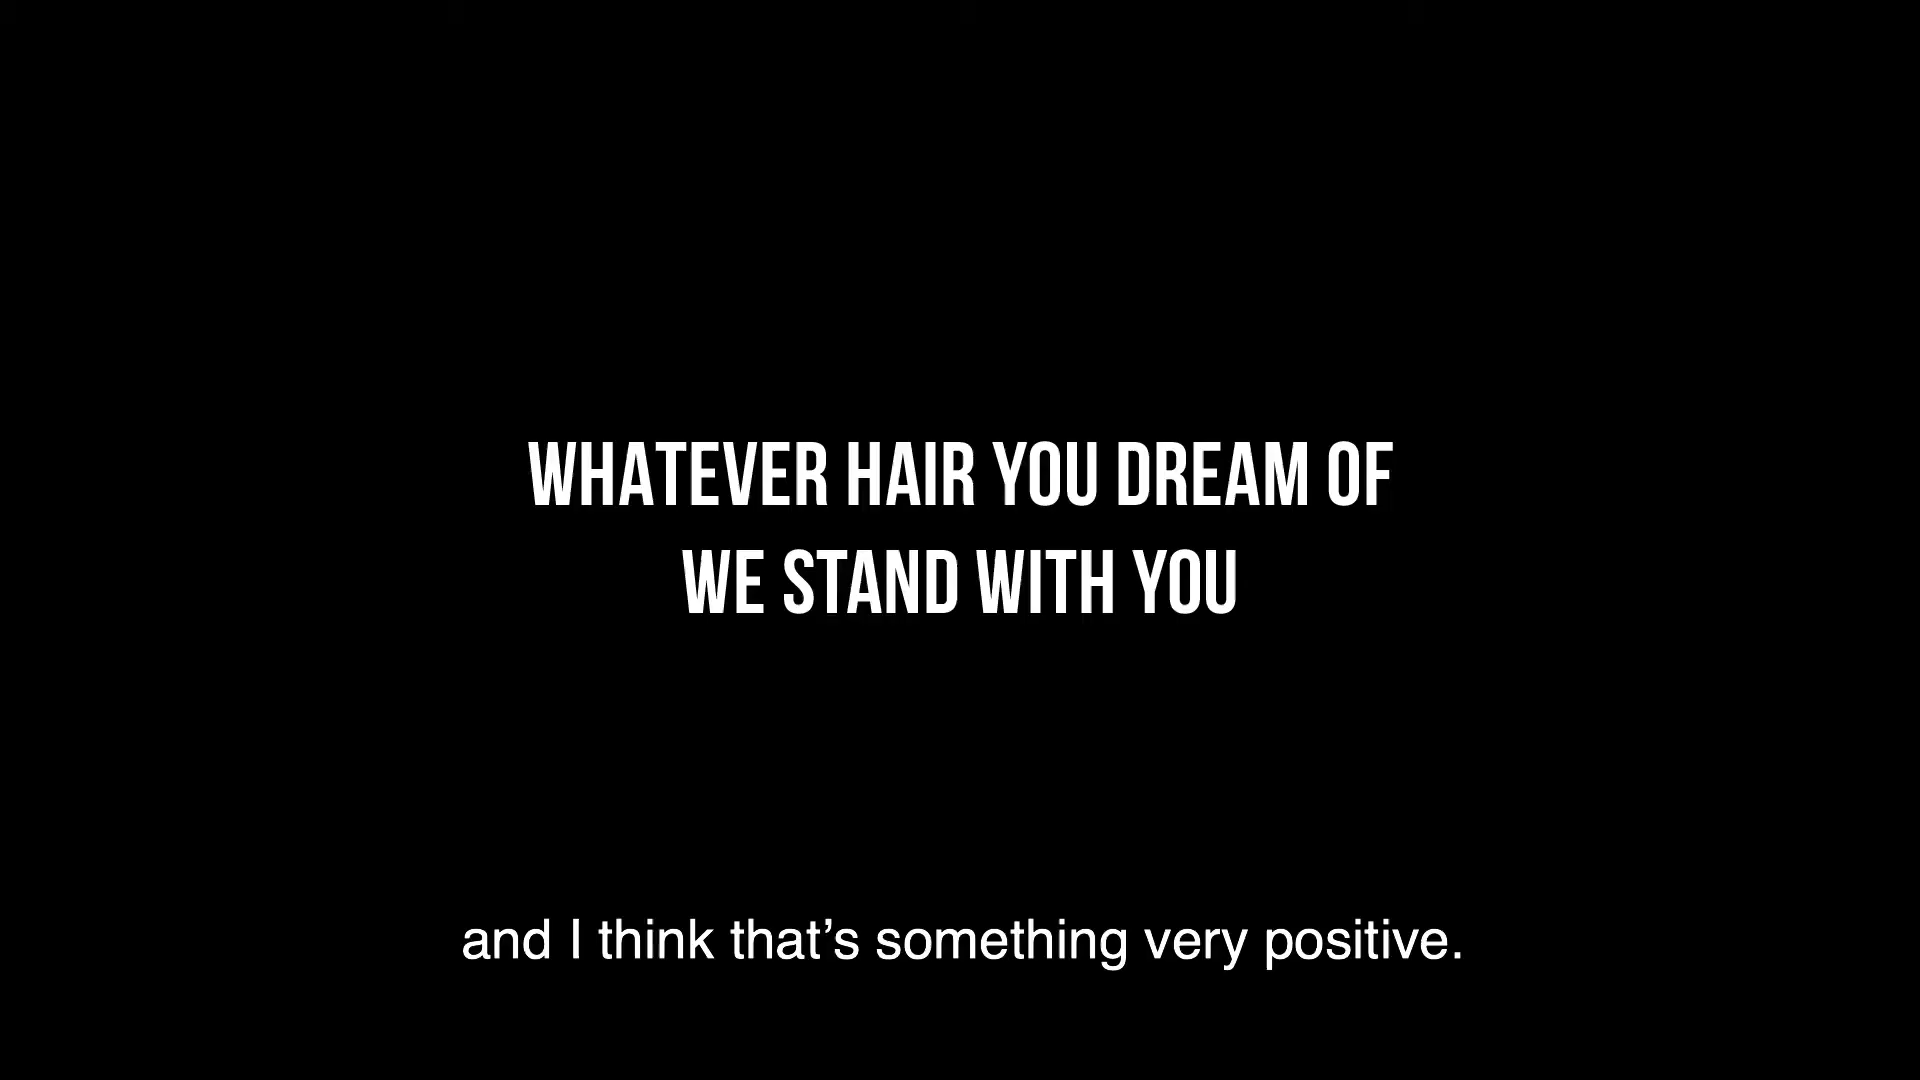 WHATEVER HAIR YOU DREAM OF
WE STAND WITH YOU
and I think that’s something very positive.